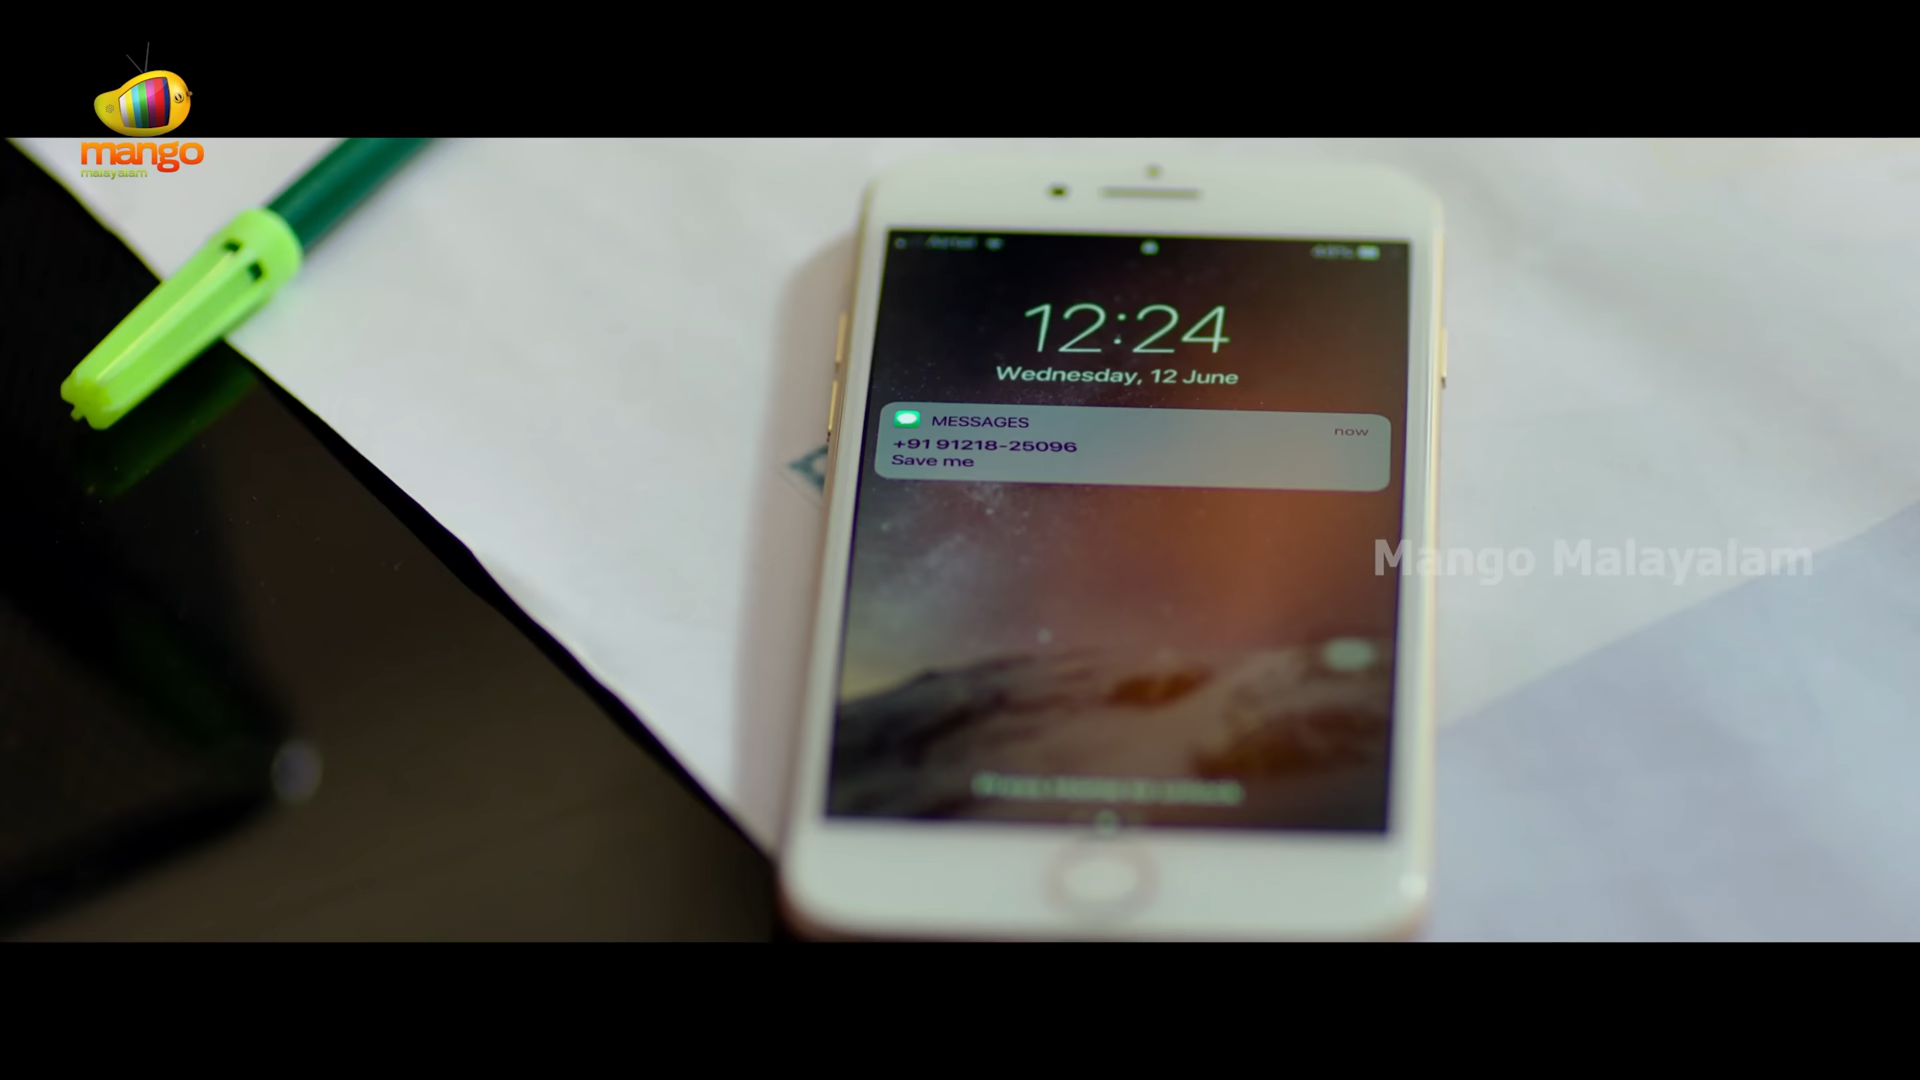 mango
malayalam
12:24
Wednesday, 12 June
MESSAGES
now
+91 91218-25096
Save me
Mango Malayalam